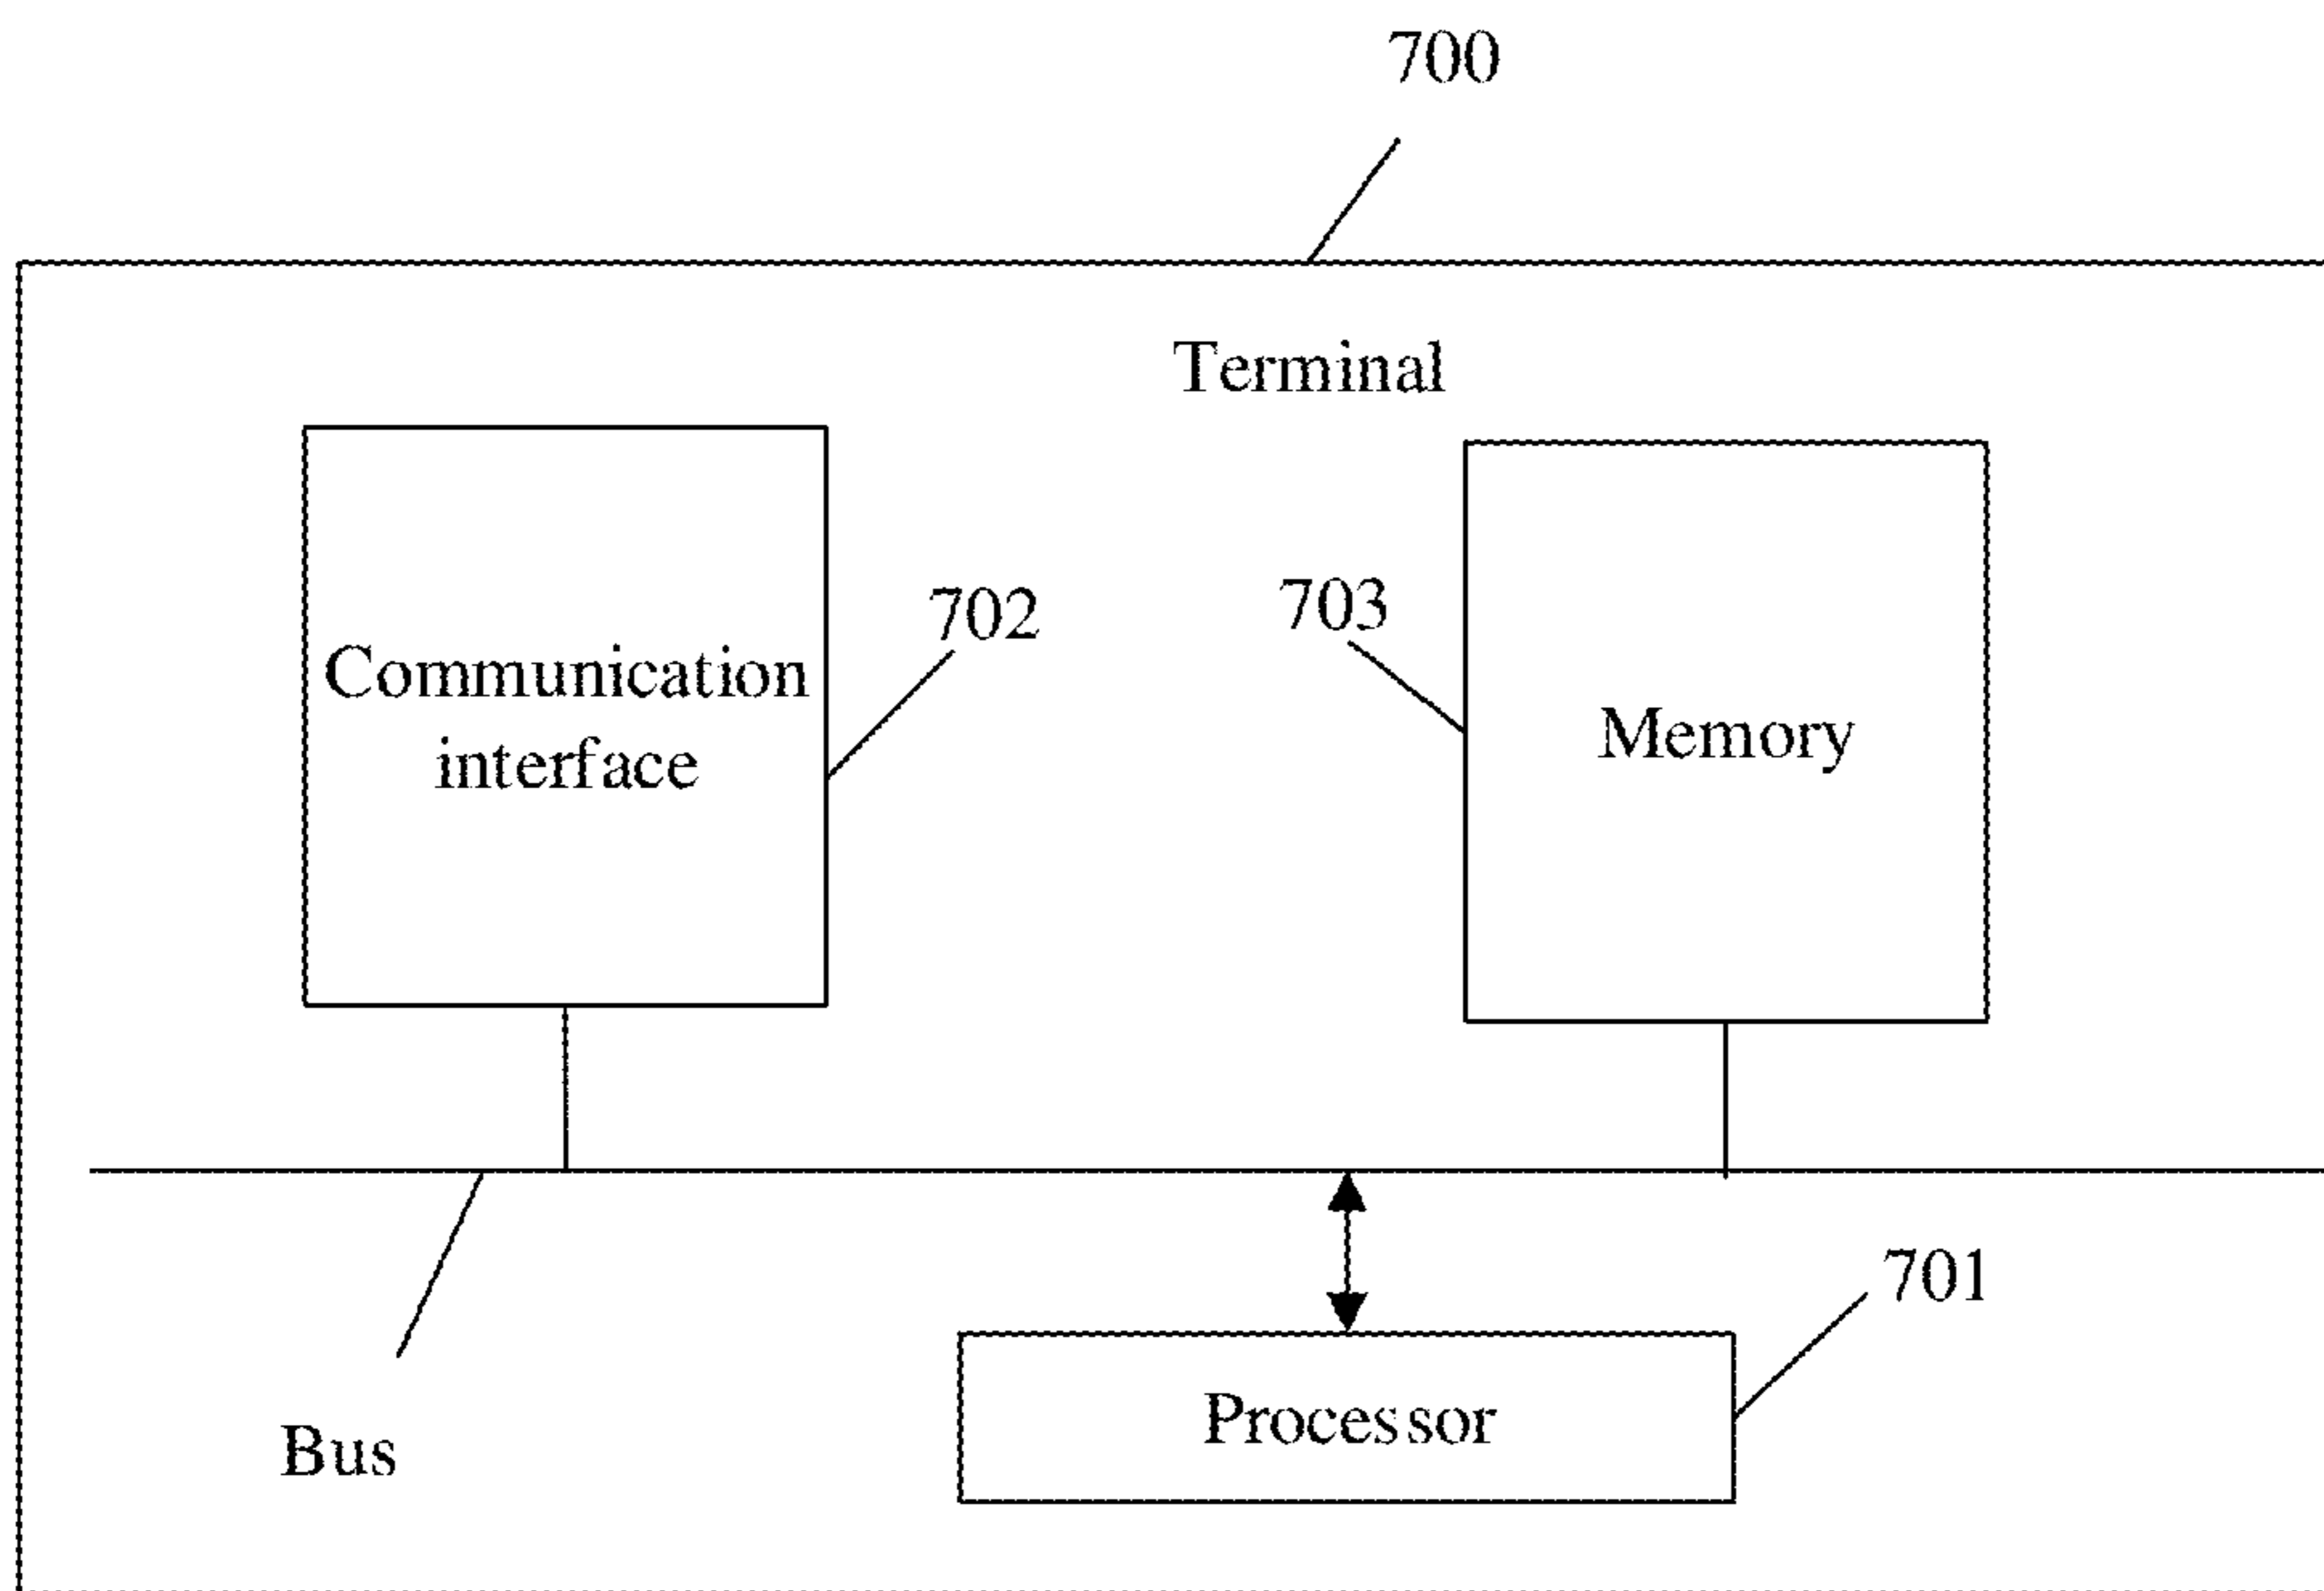 700
Terminal
702
703
Communication
interface
Memory
701
Processor
Bus